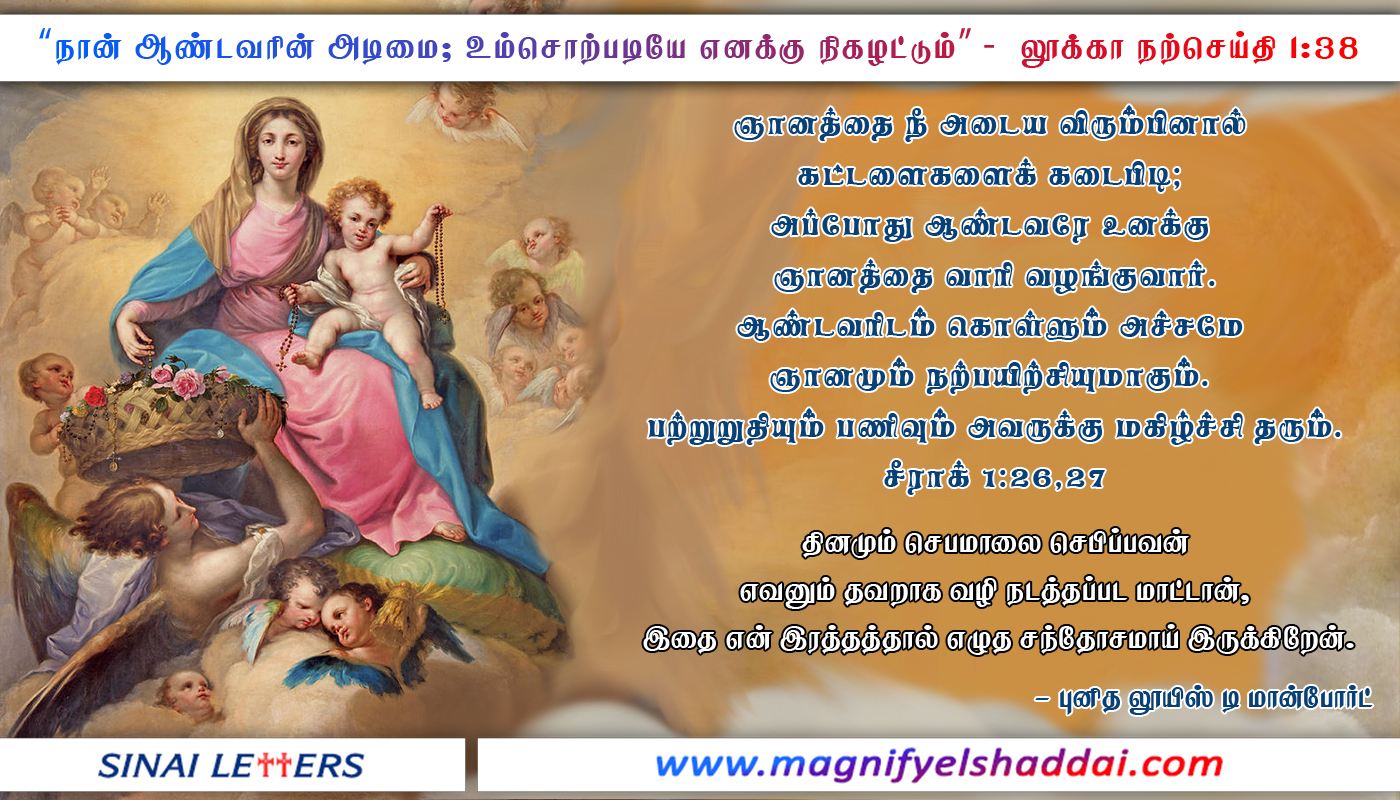 “நான் ஆண்டவரின் அடிமை; உம்சொற்படியே எனக்கு நிகழட்டும்” - லூக்கா நற்செய்தி 1:38
ஞானத்தை நீ அடைய விரும்பினால்
கட்டளைகளைக் கடைபிடி;
அப்போது ஆண்டவரே உனக்கு
ஞானத்தை வாரி வழங்குவார்.
ஆண்டவரிடம் கொள்ளும் அச்சமே
ஞானமும் நற்பயிற்சியுமாகும்.
பற்றுறுதியும் பணிவும் அவருக்கு மகிழ்ச்சி தரும்.
சீராக் 1:26,27
தினமும் செபமாலை செபிப்பவன்
எவனும் தவறாக வழி நடத்தப்பட மாட்டான்,
இதை என் இரத்தத்தால் எழுத சந்தோசமாய் இருக்கிறேன்.
- புனித லூயிஸ் டி மான்போர்ட்
SINAI LETTERS
www.magnifyelshaddai.com